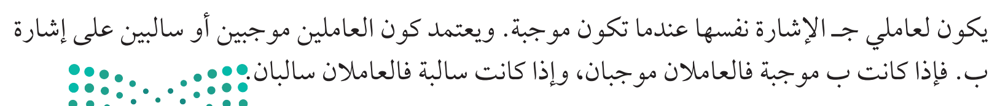 يكون لعاملي جـ الإشارة نفسها عندما تكون موجبة. ويعتمد كون العاملين موجبين أو سالبين على إشارة
ب. فإذا كانت ب موجبة فالعاملان موجبان، وإذا كانت سالبة فالعاملان سالبان.